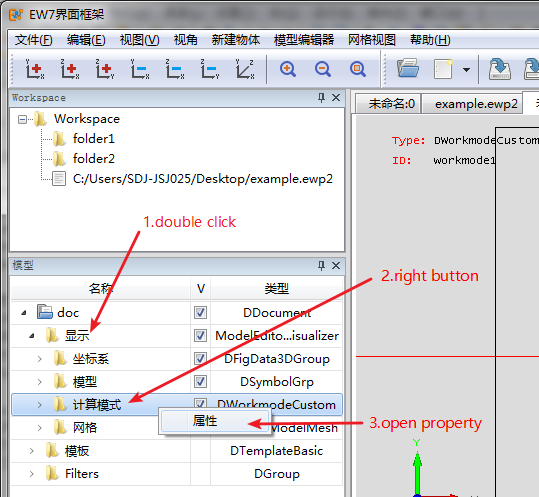 EW7界面框架
文件(F) 编辑(E) 视图(V) 视角 新建物体 模型编辑器 网格视图 帮助(H)
X Z Y X Z Y Z X
Workspace
未命名:0 example.ewp2
Workspace
folder1
folder2
C:/Users/SDJ-JSJ025/Desktop/example.ewp2
Type: DWorkmodeCustom
ID: workmode1
1.double click
模型
2.right button
名称 V 类型
doc DDocument
显示 ModelEdito...isualizer
坐标系 DFigData3DGroup
模型 DSymbolGrp
计算模式 DWorkmodeCustom
属性
3.open property
网格 ModelMesh
模板 DTemplateBasic
Filters DGroup
Y